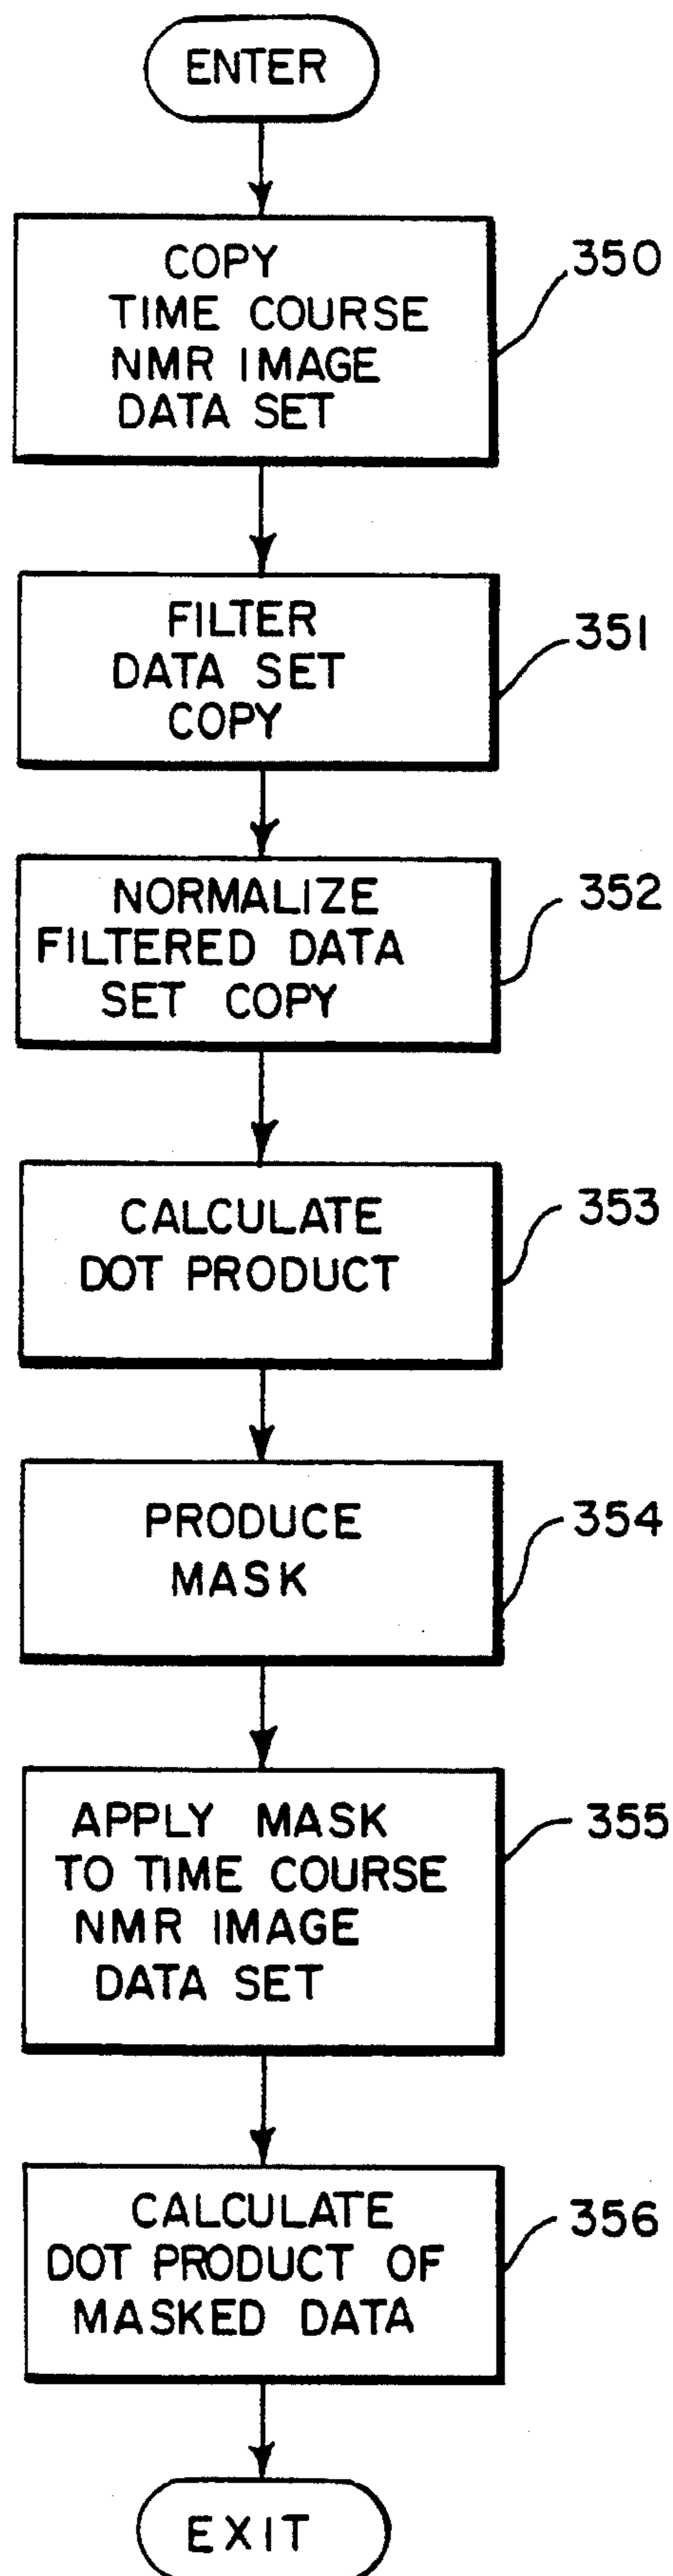 ENTER
COPY
TIME COURSE
NMR IMAGE
DATA SET
350
FILTER
DATA SET
COPY
351
NORMALIZE
FILTERED DATA
SET COPY
352
CALCULATE
DOT PRODUCT
353
PRODUCE
MASK
354
APPLY MASK
TO TIME COURSE
NMR IMAGE
DATA SET
355
CALCULATE
DOT PRODUCT OF
MASKED DATA
356
EXIT